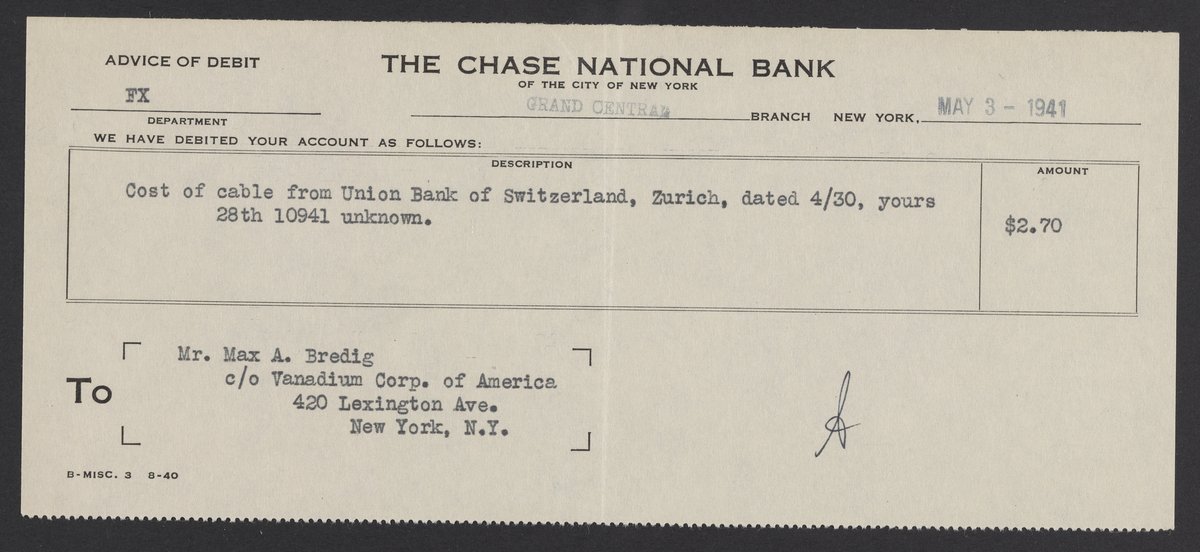 ADVICE OF DEBIT
THE CHASE NATIONAL BANK
OF THE CITY OF NEW YORK
FX
GRAND CENTRAL BRANCH NEW YORK, MAY 3 - 1941
DEPARTMENT
WE HAVE DEBITED YOUR ACCOUNT AS FOLLOWS:
DESCRIPTION
AMOUNT
Cost of cable from Union Bank of Switzerland, Zurich, dated 4/30, yours
28th 10941 unknown.
$2.70
To
Mr. Max A. Bredig
c/o Vanadium Corp. of America
420 Lexington Ave.
New York, N.Y.
B-MISC. 3 8-40